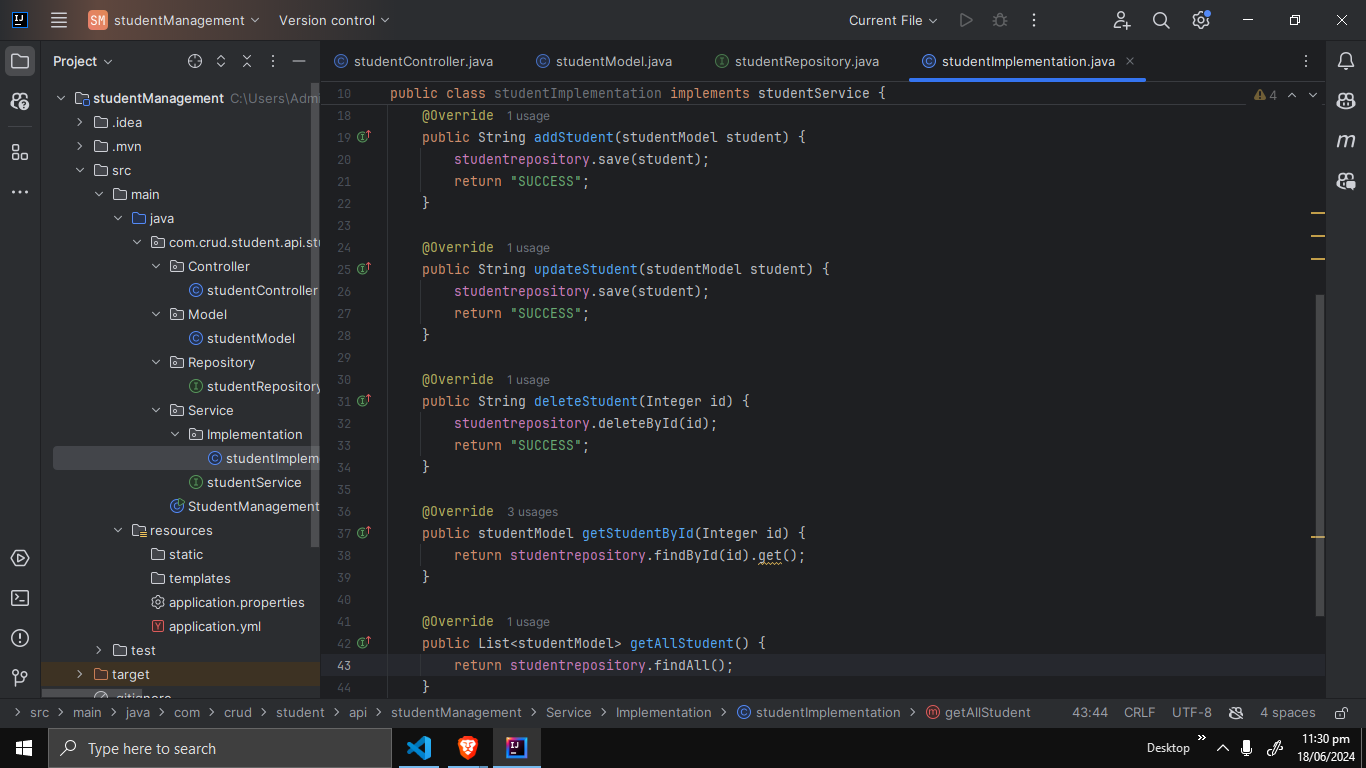 SM studentManagement Version control Current File
Project
studentManagement C:\Users\Admi
.idea
.mvn
src
main
java
com.crud.student.api.st
Controller
studentController
Model
studentModel
Repository
studentRepository
Service
Implementation
studentImplem
studentService
StudentManagement
resources
static
templates
application.properties
application.yml
test
target
.gitignore
studentController.java studentModel.java studentRepository.java studentImplementation.java
10 public class studentImplementation implements studentService { 4
18 @Override 1 usage
19 public String addStudent(studentModel student) {
20 studentrepository.save(student);
21 return "SUCCESS";
22 }
23
24 @Override 1 usage
25 public String updateStudent(studentModel student) {
26 studentrepository.save(student);
27 return "SUCCESS";
28 }
29
30 @Override 1 usage
31 public String deleteStudent(Integer id) {
32 studentrepository.deleteById(id);
33 return "SUCCESS";
34 }
35
36 @Override 3 usages
37 public studentModel getStudentById(Integer id) {
38 return studentrepository.findById(id).get();
39 }
40
41 @Override 1 usage
42 public List<studentModel> getAllStudent() {
43 return studentrepository.findAll();
44 }
src main java com crud student api studentManagement Service Implementation studentImplementation getAllStudent 43:44 CRLF UTF-8 4 spaces
Type here to search
Desktop
11:30 pm
18/06/2024